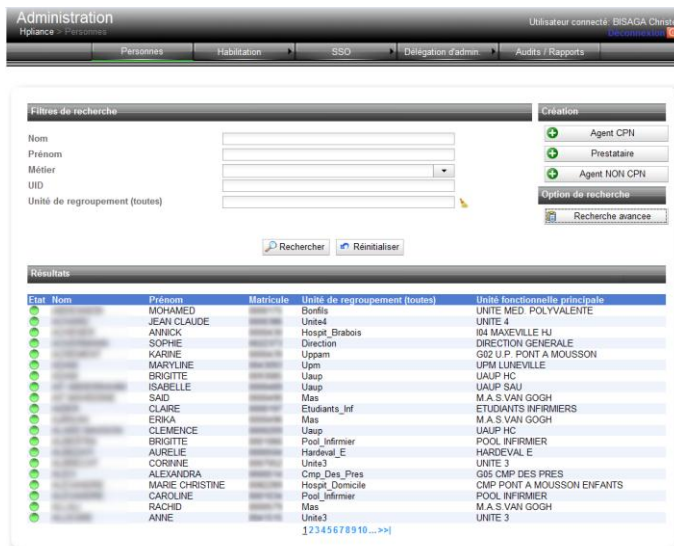 Administration
Utilisateur connecté: BISAGA Christ
Hpliance > Personnes
Déconnexion
Personnes Habilitation SSO Délégation d'admin. Audits / Rapports
Filtres de recherche
Création
Nom
Agent CPN
Prénom
Prestataire
Métier
Agent NON CPN
UID
Option de recherche
Unité de regroupement (toutes)
Recherche avancee
Rechercher Réinitialiser
Résultats
Etat Nom Prénom Matricule Unité de regroupement (toutes) Unité fonctionnelle principale
MOHAMED Bonfils UNITE MED. POLYVALENTE
JEAN CLAUDE Unite4 UNITE 4
ANNICK Hospit_Brabois I04 MAXEVILLE HJ
SOPHIE Direction DIRECTION GENERALE
KARINE Uppam G02 U.P. PONT A MOUSSON
MARYLINE Upm UPM LUNEVILLE
BRIGITTE Uaup UAUP HC
ISABELLE Uaup UAUP SAU
SAID Mas M.A.S.VAN GOGH
CLAIRE Etudiants_Inf ETUDIANTS INFIRMIERS
ERIKA Mas M.A.S.VAN GOGH
CLEMENCE Uaup UAUP HC
BRIGITTE Pool_Infirmier POOL INFIRMIER
AURELIE Hardeval_E HARDEVAL E
CORINNE Unite3 UNITE 3
ALEXANDRA Cmp_Des_Pres G05 CMP DES PRES
MARIE CHRISTINE Hospit_Domicile CMP PONT A MOUSSON ENFANTS
CAROLINE Pool_Infirmier POOL INFIRMIER
RACHID Mas M.A.S.VAN GOGH
ANNE Unite3 UNITE 3
12345678910...>>|